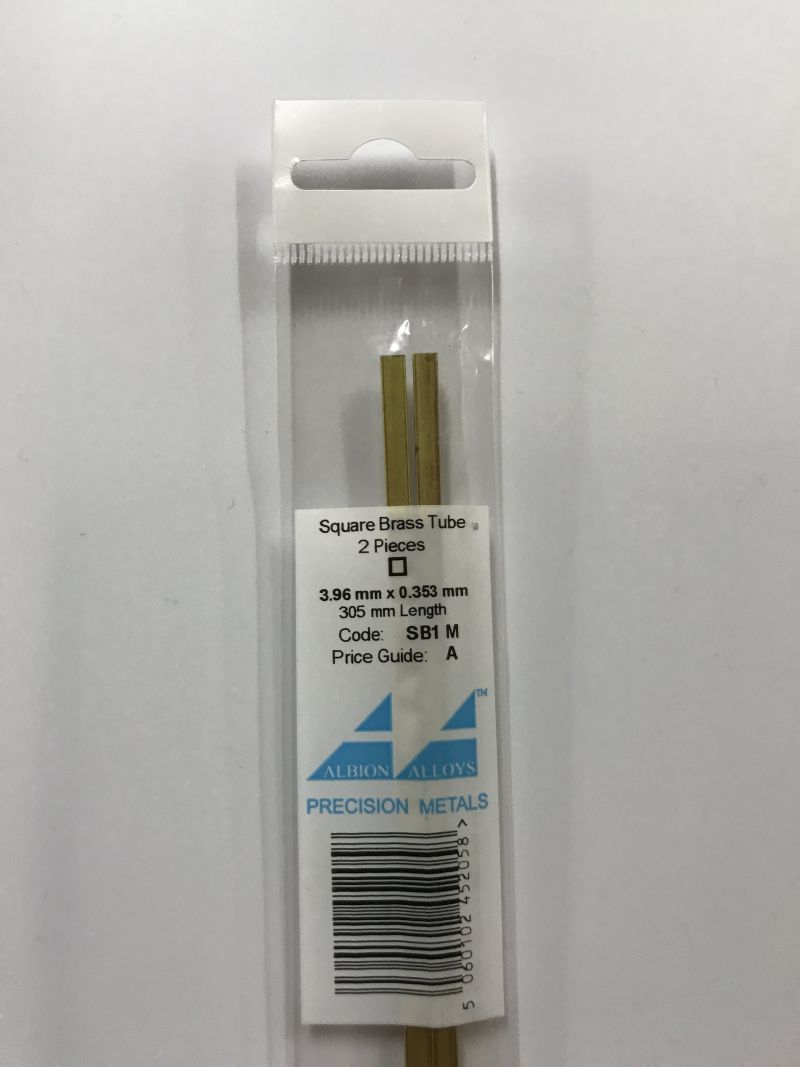 Square Brass Tube
2 Pieces
3.96 mm x 0.353 mm
305 mm Length
Code: SB1 M
Price Guide: A
TM
ALBION ALLOYS
PRECISION METALS
5 060102 452058 >